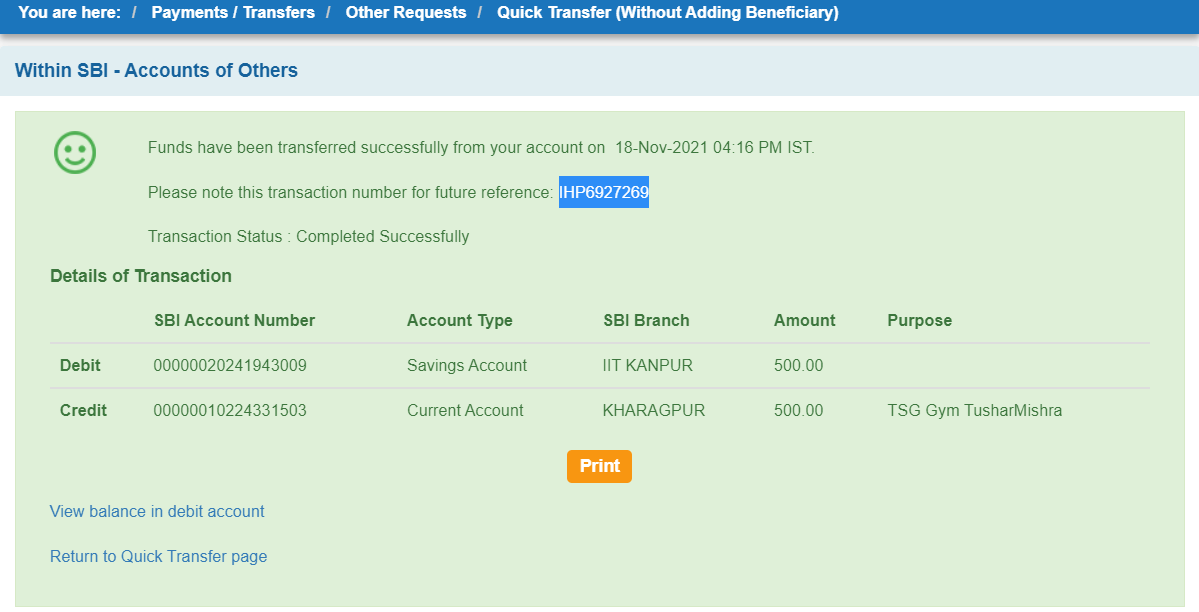 You are here: / Payments / Transfers / Other Requests / Quick Transfer (Without Adding Beneficiary)
Within SBI - Accounts of Others
Funds have been transferred successfully from your account on 18-Nov-2021 04:16 PM IST.
Please note this transaction number for future reference: IHP6927269
Transaction Status : Completed Successfully
Details of Transaction
SBI Account Number Account Type SBI Branch Amount Purpose
Debit 00000020241943009 Savings Account IIT KANPUR 500.00
Credit 00000010224331503 Current Account KHARAGPUR 500.00 TSG Gym TusharMishra
Print
View balance in debit account
Return to Quick Transfer page